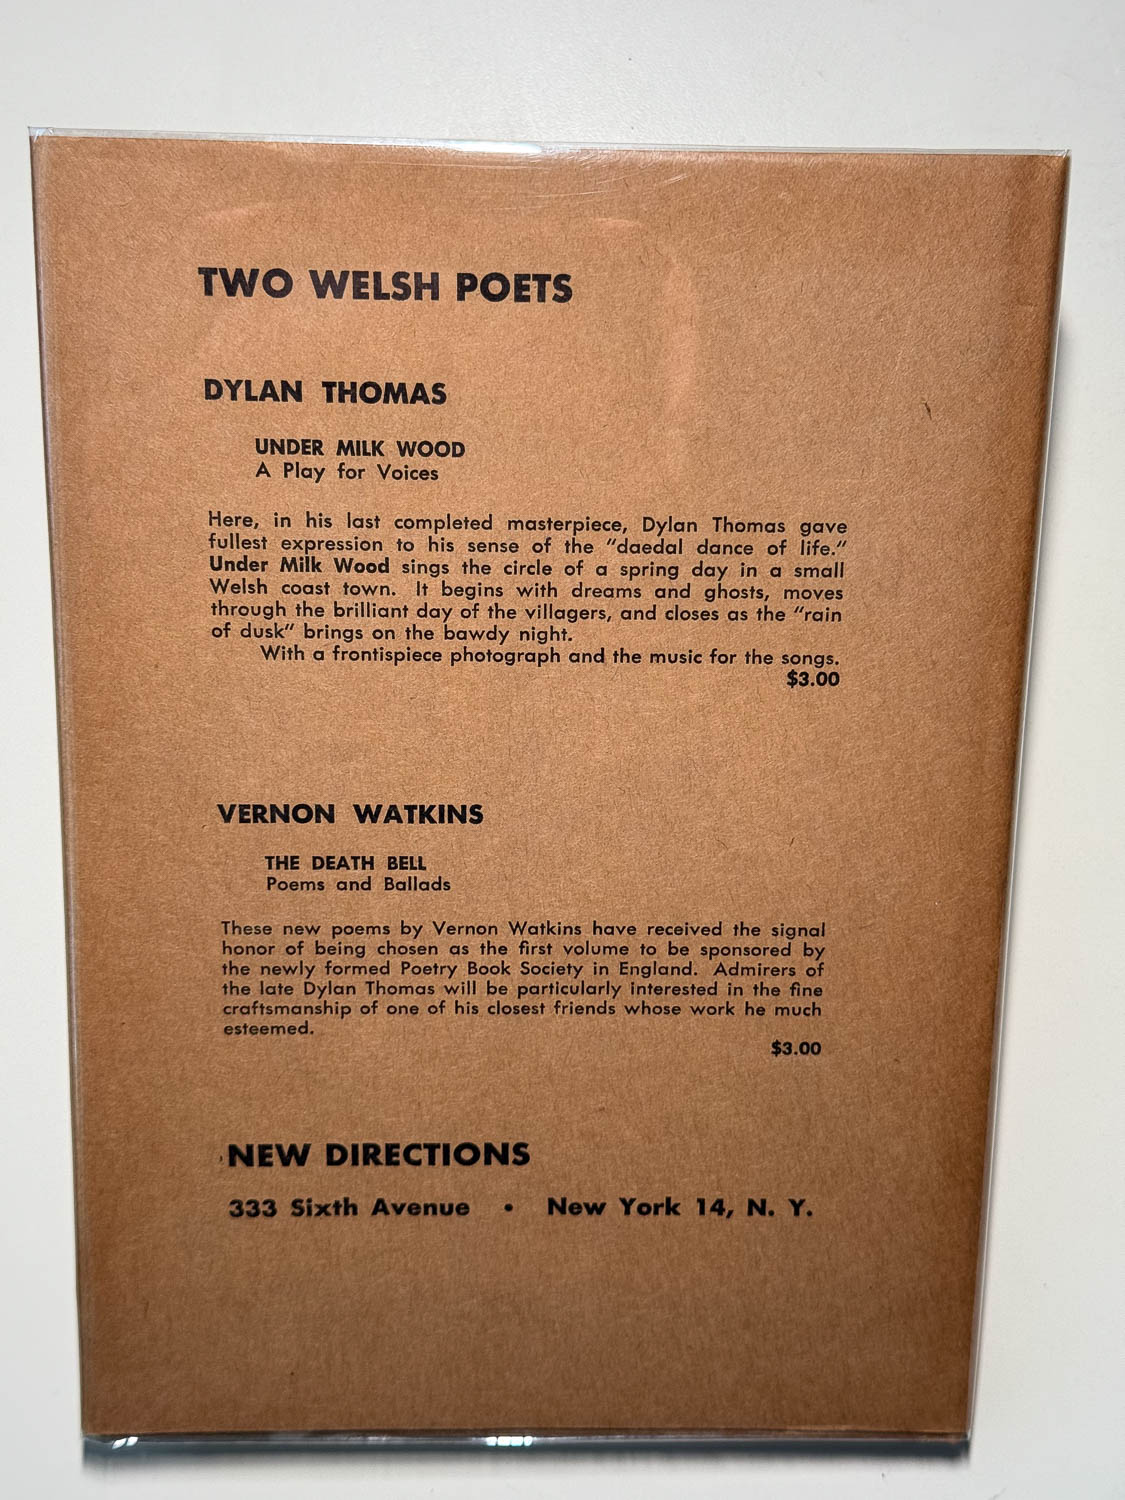 TWO WELSH POETS
DYLAN THOMAS
UNDER MILK WOOD
A Play for Voices
Here, in his last completed masterpiece, Dylan Thomas gave
fullest expression to his sense of the "daedal dance of life."
Under Milk Wood sings the circle of a spring day in a small
Welsh coast town. It begins with dreams and ghosts, moves
through the brilliant day of the villagers, and closes as the "rain
of dusk" brings on the bawdy night.
With a frontispiece photograph and the music for the songs.
$3.00
VERNON WATKINS
THE DEATH BELL
Poems and Ballads
These new poems by Vernon Watkins have received the signal
honor of being chosen as the first volume to be sponsored by
the newly formed Poetry Book Society in England. Admirers of
the late Dylan Thomas will be particularly interested in the fine
craftsmanship of one of his closest friends whose work he much
esteemed.
$3.00
NEW DIRECTIONS
333 Sixth Avenue • New York 14, N. Y.